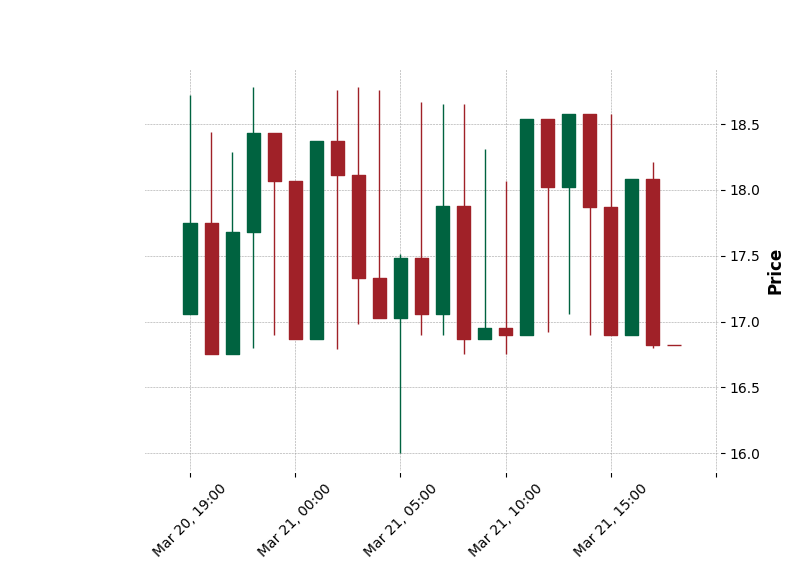 18.5
18.0
17.5
17.0
16.5
16.0
Price
Mar 20, 19:00
Mar 21, 00:00
Mar 21, 05:00
Mar 21, 10:00
Mar 21, 15:00